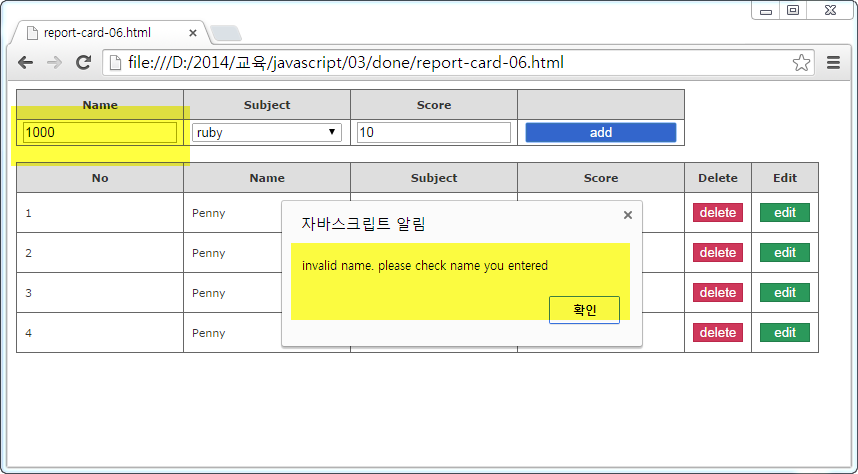 report-card-06.html
file:///D:/2014/교육/javascript/03/done/report-card-06.html
Name Subject Score
1000 ruby 10 add
No Name Subject Score Delete Edit
1 Penny delete edit
2 Penny delete edit
3 Penny delete edit
4 Penny delete edit
자바스크립트 알림
invalid name. please check name you entered
확인